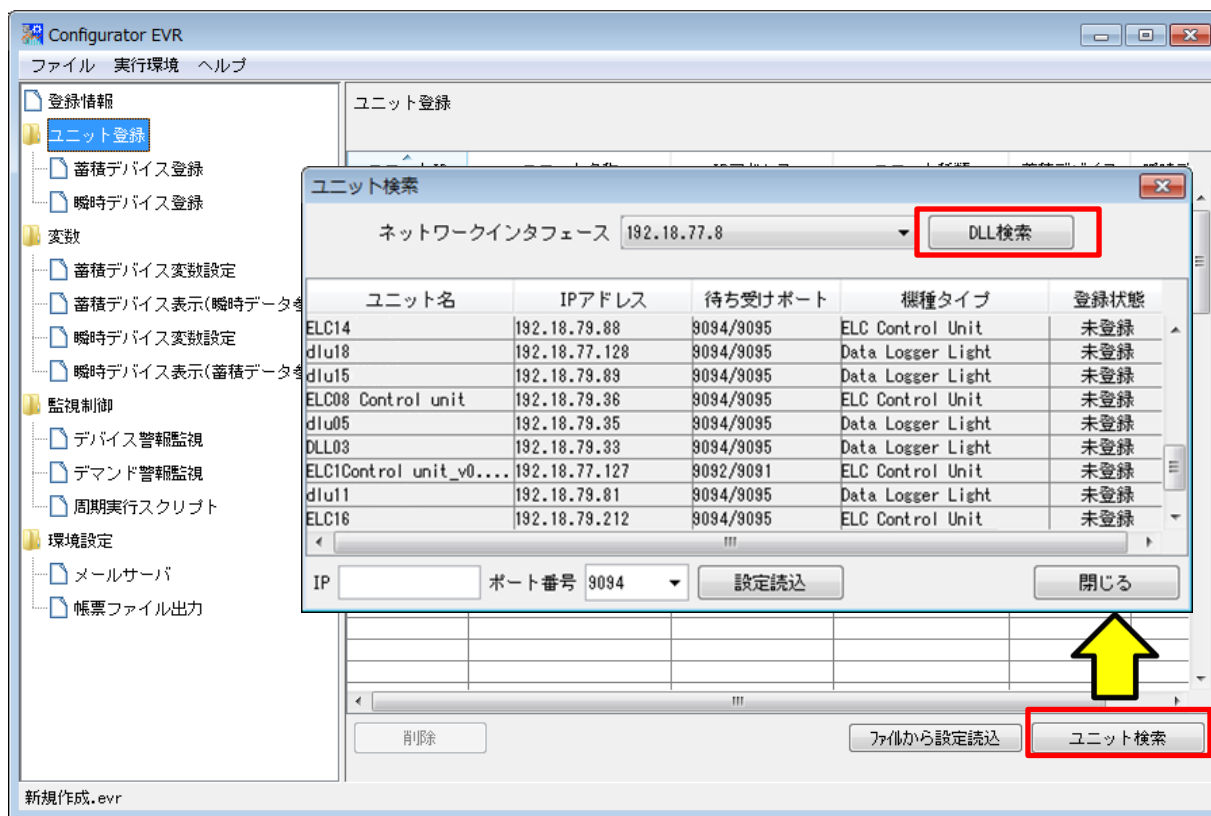 Configurator EVR
ファイル 実行環境 ヘルプ
登録情報
ユニット登録
蓄積デバイス登録
瞬時デバイス登録
変数
蓄積デバイス変数設定
蓄積デバイス表示(瞬時データ参
瞬時デバイス変数設定
瞬時デバイス表示(蓄積データ参
監視制御
デバイス警報監視
デマンド警報監視
周期実行スクリプト
環境設定
メールサーバ
帳票ファイル出力
ユニット登録
ユニット検索
ネットワークインタフェース 192.18.77.8 DLL検索
ユニット名 IPアドレス 待ち受けポート 機種タイプ 登録状態
ELC14 192.18.79.88 9094/9095 ELC Control Unit 未登録
dlu18 192.18.77.128 9094/9095 Data Logger Light 未登録
dlu15 192.18.79.89 9094/9095 Data Logger Light 未登録
ELC08 Control unit 192.18.79.36 9094/9095 ELC Control Unit 未登録
dlu05 192.18.79.35 9094/9095 Data Logger Light 未登録
DLL03 192.18.79.33 9094/9095 Data Logger Light 未登録
ELC1Control unit_v0.... 192.18.77.127 9092/9091 ELC Control Unit 未登録
dlu11 192.18.79.81 9094/9095 Data Logger Light 未登録
ELC16 192.18.79.212 9094/9095 ELC Control Unit 未登録
IP ポート番号 9094 設定読込 閉じる
削除 ファイルから設定読込 ユニット検索
新規作成.evr